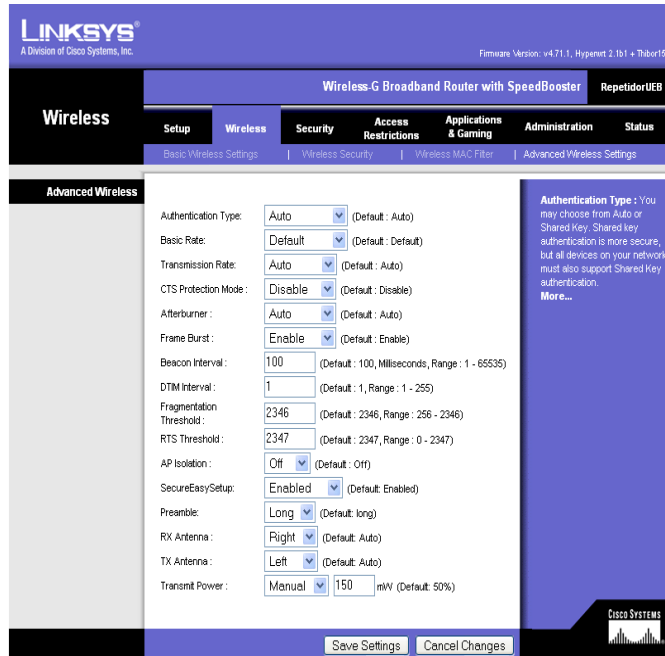 LINKSYS®
A Division of Cisco Systems, Inc.
Firmware Version: v4.71.1, Hyperwrt 2.1b1 + Thibor15
Wireless-G Broadband Router with SpeedBooster
RepetidorUEB
Wireless
Setup
Wireless
Security
Access Restrictions
Applications & Gaming
Administration
Status
Basic Wireless Settings | Wireless Security | Wireless MAC Filter | Advanced Wireless Settings
Advanced Wireless
Authentication Type: Auto (Default : Auto)
Basic Rate: Default (Default : Default)
Transmission Rate: Auto (Default : Auto)
CTS Protection Mode : Disable (Default : Disable)
Afterburner : Auto (Default : Auto)
Frame Burst : Enable (Default : Enable)
Beacon Interval : 100 (Default : 100, Milliseconds, Range : 1 - 65535)
DTIM Interval : 1 (Default : 1, Range : 1 - 255)
Fragmentation
Threshold : 2346 (Default : 2346, Range : 256 - 2346)
RTS Threshold : 2347 (Default : 2347, Range : 0 - 2347)
AP Isolation : Off (Default : Off)
SecureEasySetup: Enabled (Default: Enabled)
Preamble: Long (Default: long)
RX Antenna : Right (Default: Auto)
TX Antenna : Left (Default: Auto)
Transmit Power : Manual 150 mW (Default: 50%)
Authentication Type : You
may choose from Auto or
Shared Key. Shared key
authentication is more secure,
but all devices on your network
must also support Shared Key
authentication.
More...
Save Settings
Cancel Changes
CISCO SYSTEMS